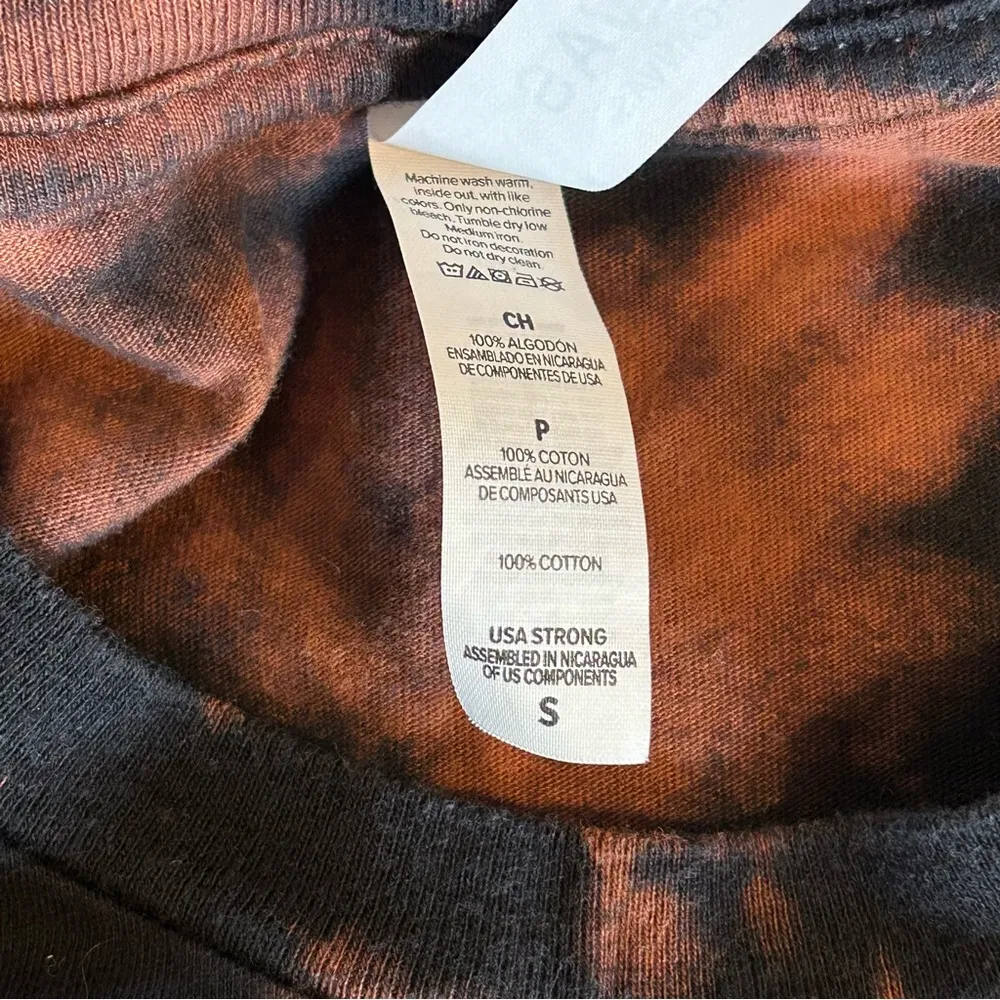 Machine wash warm,
inside out, with like
colors. Only non-chlorine
bleach. Tumble dry low
Medium iron.
Do not iron decoration
Do not dry clean
CH
100% ALGODÓN
ENSAMBLADO EN NICARAGUA
DE COMPONENTES DE USA
P
100% COTON
ASSEMBLÉ AU NICARAGUA
DE COMPOSANTS USA
100% COTTON
USA STRONG
ASSEMBLED IN NICARAGUA
OF US COMPONENTS
S